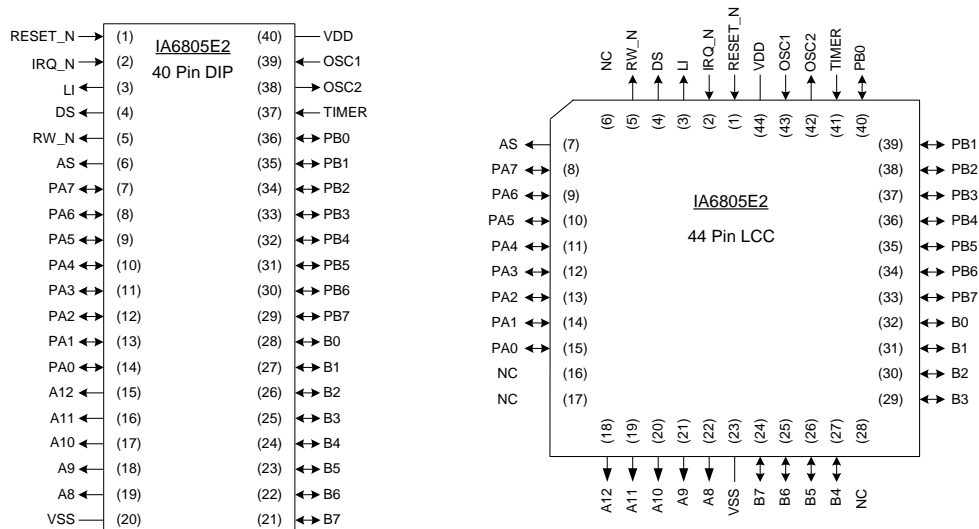 RESET_N (1) IA6805E2 (40) VDD
IRQ_N (2) 40 Pin DIP (39) OSC1
LI (3) (38) OSC2
DS (4) (37) TIMER
RW_N (5) (36) PB0
AS (6) (35) PB1
PA7 (7) (34) PB2
PA6 (8) (33) PB3
PA5 (9) (32) PB4
PA4 (10) (31) PB5
PA3 (11) (30) PB6
PA2 (12) (29) PB7
PA1 (13) (28) B0
PA0 (14) (27) B1
A12 (15) (26) B2
A11 (16) (25) B3
A10 (17) (24) B4
A9 (18) (23) B5
A8 (19) (22) B6
VSS (20) (21) B7
NC RW_N DS LI IRQ_N RESET_N VDD OSC1 OSC2 TIMER PB0
(6) (5) (4) (3) (2) (1) (44) (43) (42) (41) (40)
AS (7) (39) PB1
PA7 (8) (38) PB2
PA6 (9) IA6805E2 (37) PB3
PA5 (10) (36) PB4
PA4 (11) 44 Pin LCC (35) PB5
PA3 (12) (34) PB6
PA2 (13) (33) PB7
PA1 (14) (32) B0
PA0 (15) (31) B1
NC (16) (30) B2
NC (17) (29) B3
(18) (19) (20) (21) (22) (23) (24) (25) (26) (27) (28)
A12 A11 A10 A9 A8 VSS B7 B6 B5 B4 NC